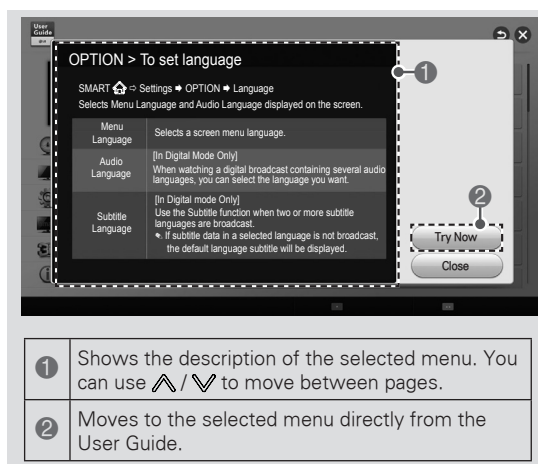 User
Guide
OPTION > To set language
SMART ⇨ Settings ➡ OPTION ➡ Language
Selects Menu Language and Audio Language displayed on the screen.
Menu
Language
Selects a screen menu language.
Audio
Language
[In Digital Mode Only]
When watching a digital broadcast containing several audio
languages, you can select the language you want.
Subtitle
Language
[In Digital mode Only]
Use the Subtitle function when two or more subtitle
languages are broadcast.
If subtitle data in a selected language is not broadcast,
the default language subtitle will be displayed.
1
2
Try Now
Close
1
Shows the description of the selected menu. You
can use ∧ / ∨ to move between pages.
2
Moves to the selected menu directly from the
User Guide.